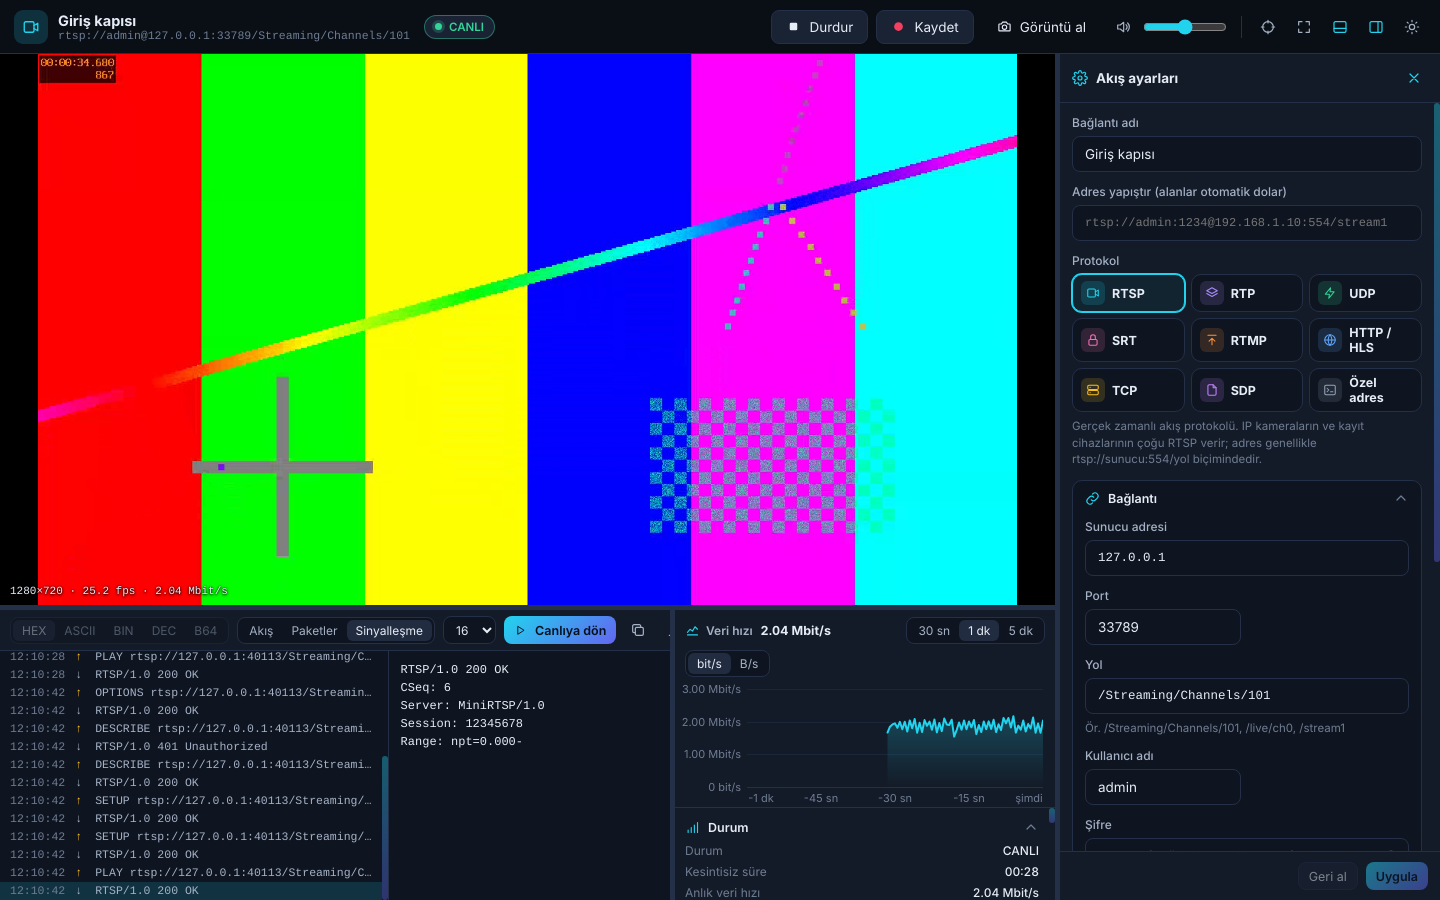 Giriş kapısı
rtsp://admin@127.0.0.1:33789/Streaming/Channels/101
CANLI
Durdur
Kaydet
Görüntü al
00:00:34.680
867
1280×720 · 25.2 fps · 2.04 Mbit/s
HEX ASCII BIN DEC B64
Akış Paketler Sinyalleşme
16
Canlıya dön
12:10:28 ↑ PLAY rtsp://127.0.0.1:40113/Streaming/C…
12:10:28 ↓ RTSP/1.0 200 OK
12:10:42 ↑ OPTIONS rtsp://127.0.0.1:40113/Streamin…
12:10:42 ↓ RTSP/1.0 200 OK
12:10:42 ↑ DESCRIBE rtsp://127.0.0.1:40113/Streami…
12:10:42 ↓ RTSP/1.0 401 Unauthorized
12:10:42 ↑ DESCRIBE rtsp://127.0.0.1:40113/Streami…
12:10:42 ↓ RTSP/1.0 200 OK
12:10:42 ↑ SETUP rtsp://127.0.0.1:40113/Streaming/…
12:10:42 ↓ RTSP/1.0 200 OK
12:10:42 ↑ SETUP rtsp://127.0.0.1:40113/Streaming/…
12:10:42 ↓ RTSP/1.0 200 OK
12:10:42 ↑ PLAY rtsp://127.0.0.1:40113/Streaming/C…
12:10:42 ↓ RTSP/1.0 200 OK
RTSP/1.0 200 OK
CSeq: 6
Server: MiniRTSP/1.0
Session: 12345678
Range: npt=0.000-
Veri hızı 2.04 Mbit/s
30 sn 1 dk 5 dk
bit/s B/s
3.00 Mbit/s
2.00 Mbit/s
1.00 Mbit/s
0 bit/s
-1 dk -45 sn -30 sn -15 sn şimdi
Durum
Durum CANLI
Kesintisiz süre 00:28
Anlık veri hızı 2.04 Mbit/s
Akış ayarları
Bağlantı adı
Giriş kapısı
Adres yapıştır (alanlar otomatik dolar)
rtsp://admin:1234@192.168.1.10:554/stream1
Protokol
RTSP
RTP
UDP
SRT
RTMP
HTTP /
HLS
TCP
SDP
Özel
adres
Gerçek zamanlı akış protokolü. IP kameraların ve kayıt
cihazlarının çoğu RTSP verir; adres genellikle
rtsp://sunucu:554/yol biçimindedir.
Bağlantı
Sunucu adresi
127.0.0.1
Port
33789
Yol
/Streaming/Channels/101
Ör. /Streaming/Channels/101, /live/ch0, /stream1
Kullanıcı adı
admin
Şifre
Geri al
Uygula